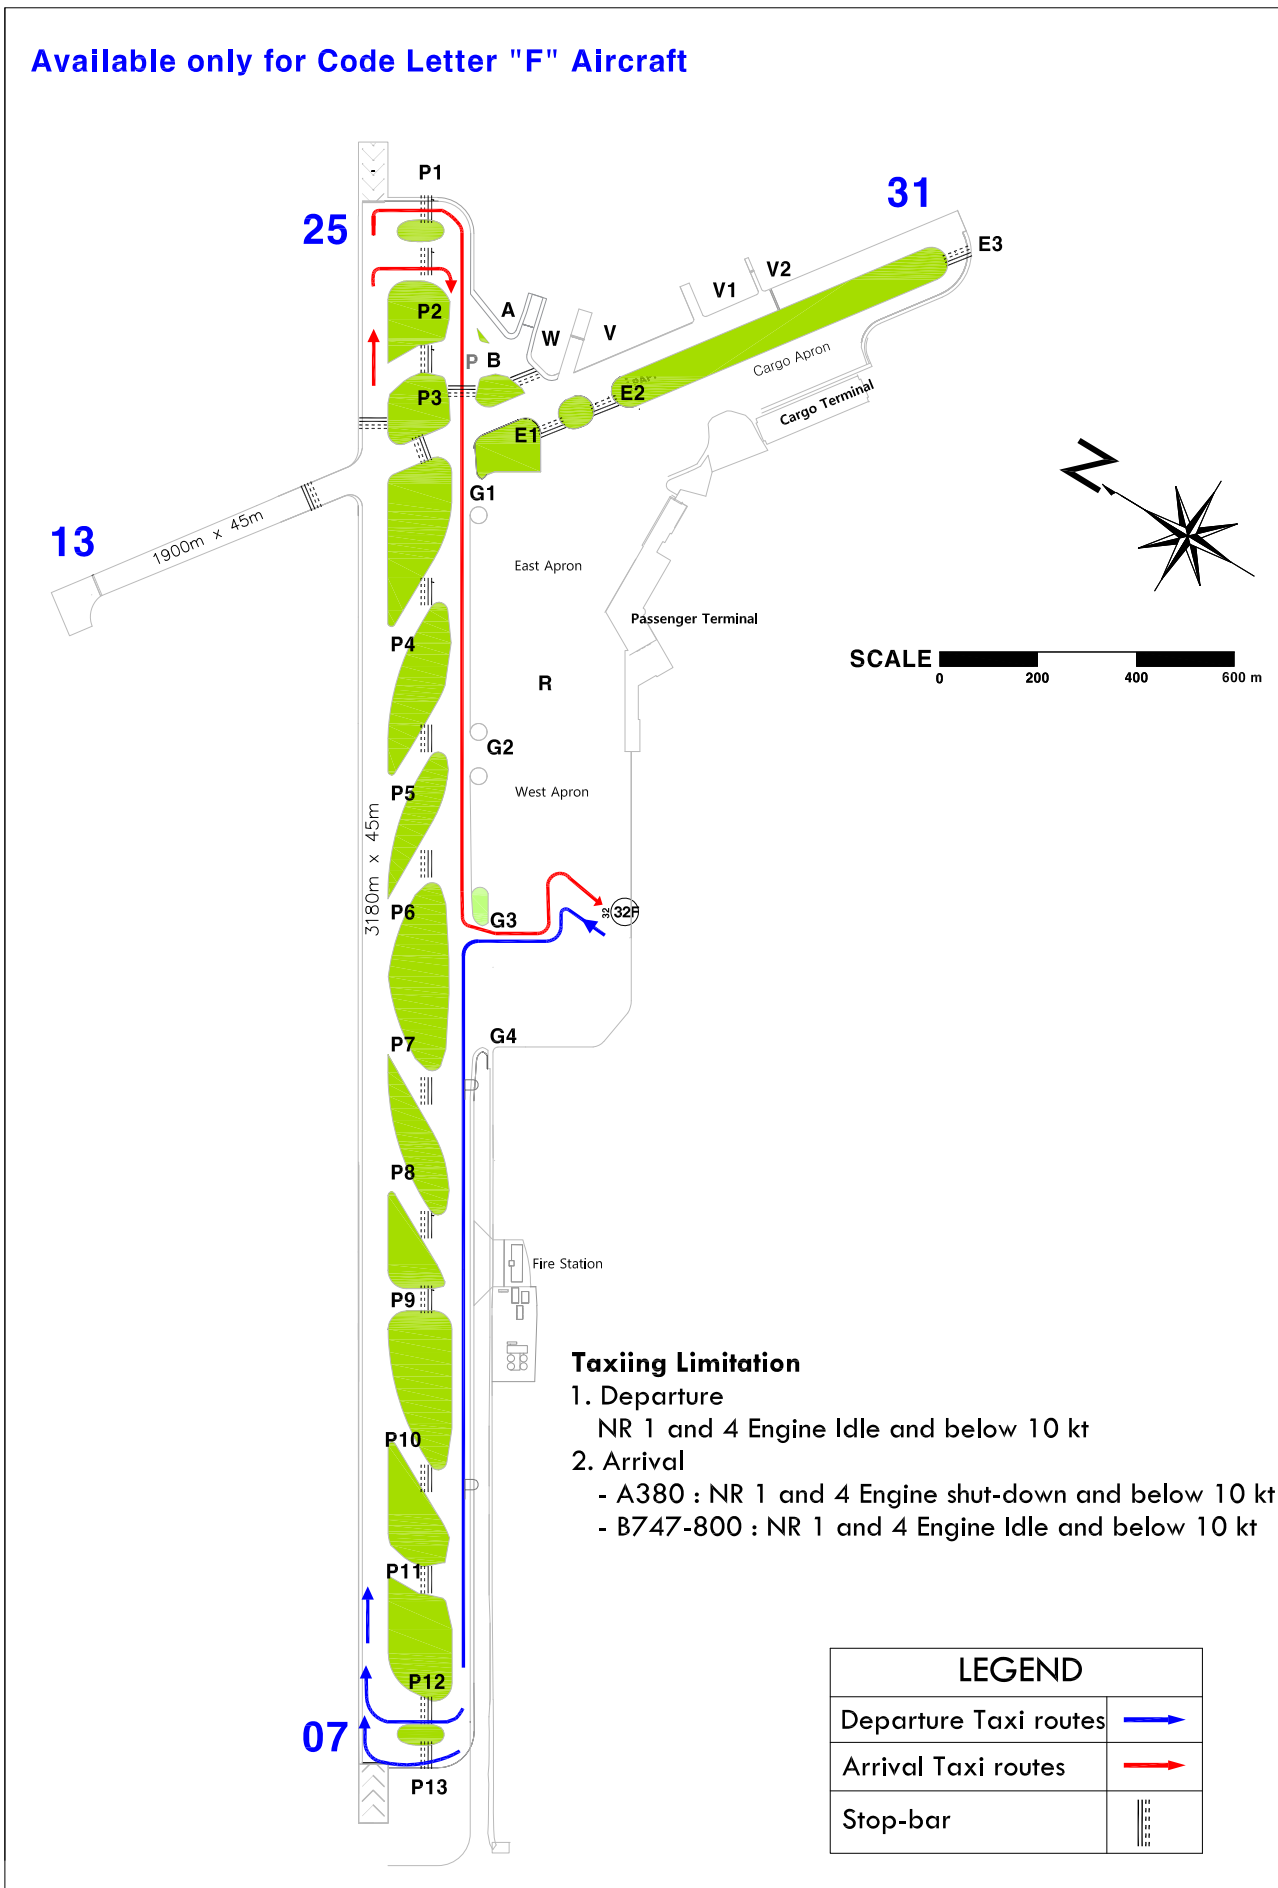 Available only for Code Letter "F" Aircraft
P1
31
25
E3
V2
V1
A
P2
W
V
P
B
Cargo Apron
P3
E2
Cargo Terminal
E1
G1
1900m x 45m
13
East Apron
Passenger Terminal
P4
SCALE
0 200 400 600 m
R
G2
P5
West Apron
3180m x 45m
P6
G3
32
32F
G4
P7
P8
Fire Station
P9
Taxiing Limitation
1. Departure
NR 1 and 4 Engine Idle and below 10 kt
P10
2. Arrival
- A380 : NR 1 and 4 Engine shut-down and below 10 kt
- B747-800 : NR 1 and 4 Engine Idle and below 10 kt
P11
LEGEND
P12
Departure Taxi routes
07
Arrival Taxi routes
P13
Stop-bar